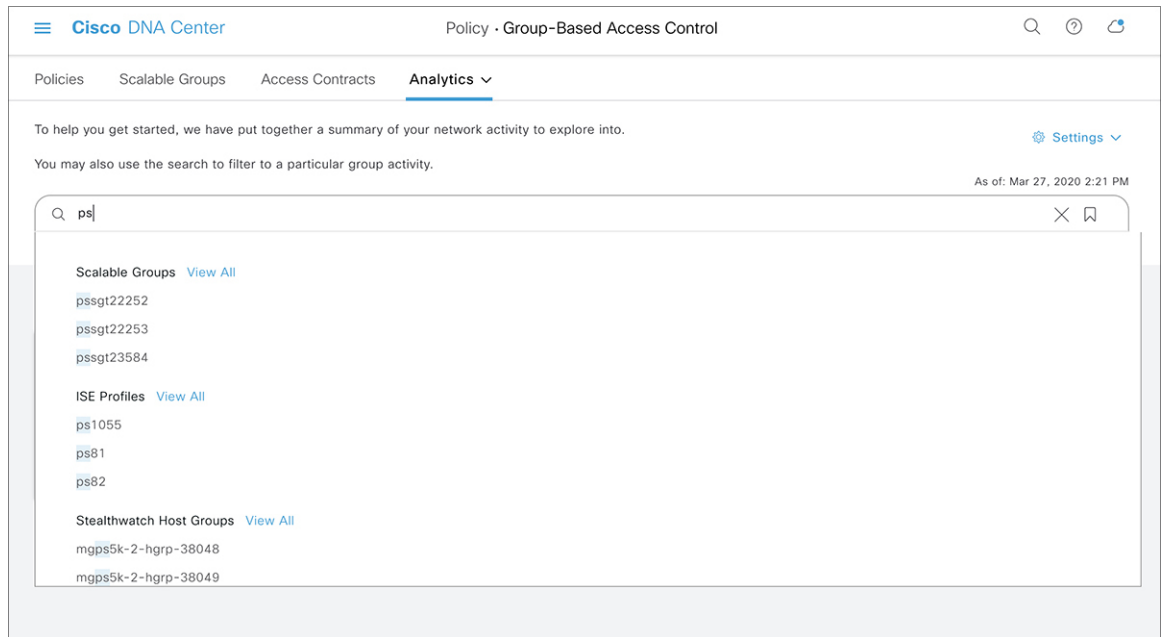 Cisco DNA Center
Policy · Group-Based Access Control
Policies Scalable Groups Access Contracts Analytics
To help you get started, we have put together a summary of your network activity to explore into.
Settings
You may also use the search to filter to a particular group activity.
As of: Mar 27, 2020 2:21 PM
ps
Scalable Groups View All
pssgt22252
pssgt22253
pssgt23584
ISE Profiles View All
ps1055
ps81
ps82
Stealthwatch Host Groups View All
mgps5k-2-hgrp-38048
mgps5k-2-hgrp-38049